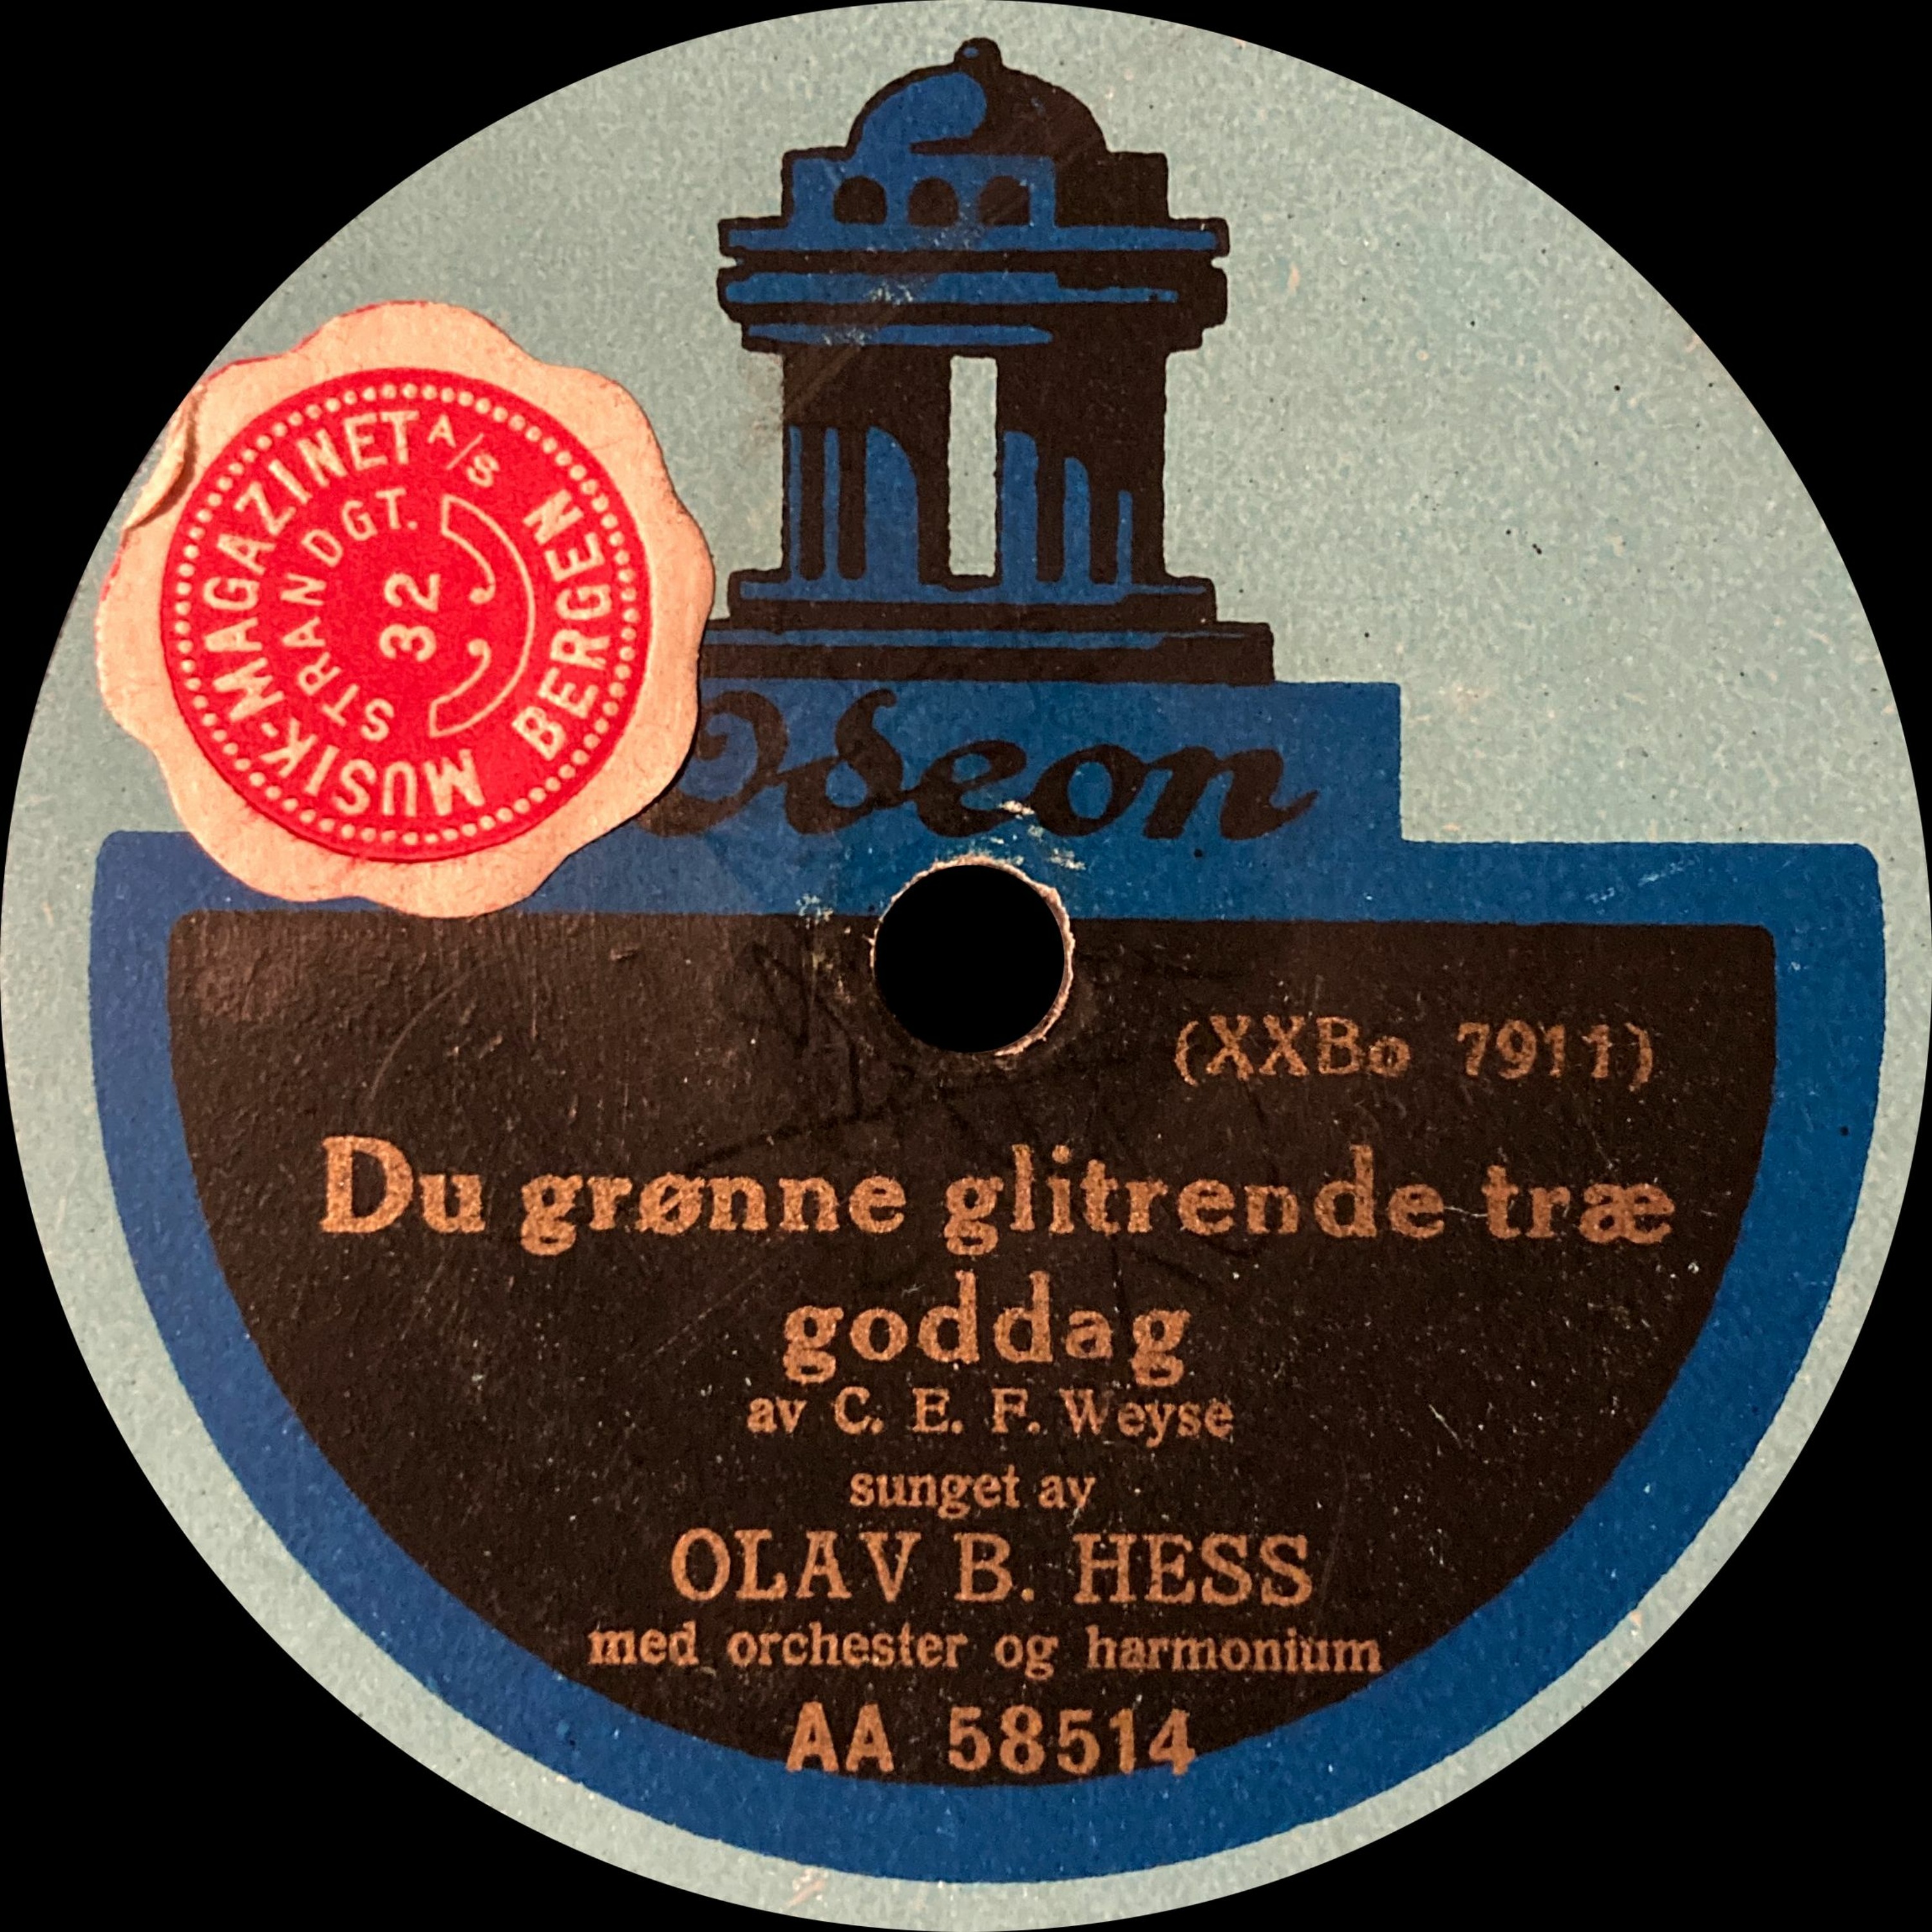 MUSIK-MAGAZINET A/S BERGEN
STRANDGT.
32
Odeon
(XXBo 7911)
Du grønne glitrende træ
goddag
av C. E. F. Weyse
sunget av
OLAV B. HESS
med orchester og harmonium
AA 58514